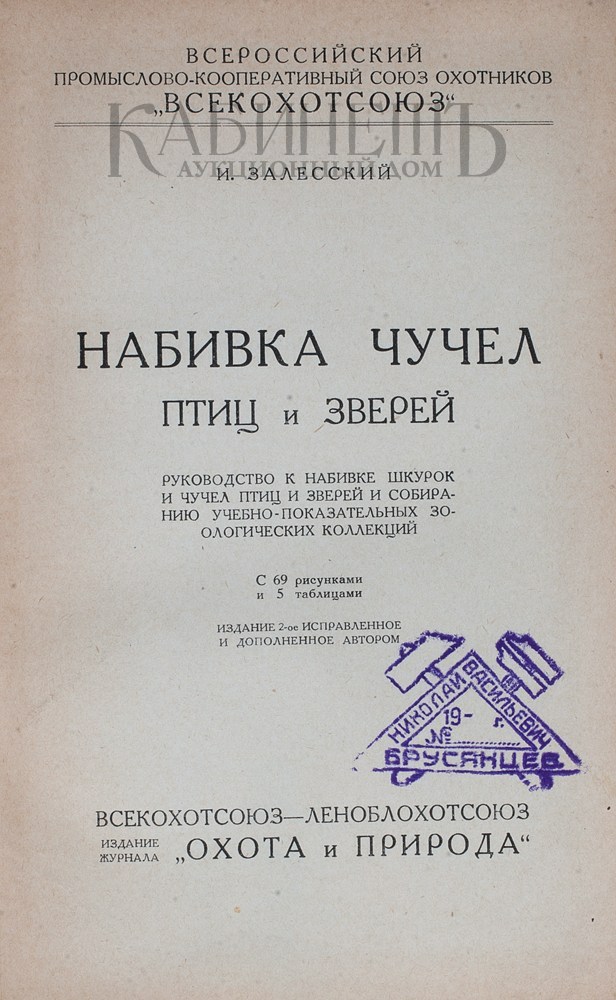 ВСЕРОССИЙСКИЙ
ПРОМЫСЛОВО-КООПЕРАТИВНЫЙ СОЮЗ ОХОТНИКОВ
„ВСЕКОХОТСОЮЗ“
КАБИНЕТЪ
АУКЦИОННЫЙ ДОМ
И. ЗАЛЕССКИЙ
НАБИВКА ЧУЧЕЛ
ПТИЦ и ЗВЕРЕЙ
РУКОВОДСТВО К НАБИВКЕ ШКУРОК
И ЧУЧЕЛ ПТИЦ И ЗВЕРЕЙ И СОБИРА-
НИЮ УЧЕБНО-ПОКАЗАТЕЛЬНЫХ ЗО-
ОЛОГИЧЕСКИХ КОЛЛЕКЦИЙ
С 69 рисунками
и 5 таблицами
ИЗДАНИЕ 2-ое ИСПРАВЛЕННОЕ
И ДОПОЛНЕННОЕ АВТОРОМ
НИКОЛАЙ
ВАСИЛЬЕВИЧ
19- г.
№
БРУСЯНЦЕВ
ВСЕКОХОТСОЮЗ—ЛЕНОБЛОХОТСОЮЗ
ИЗДАНИЕ
ЖУРНАЛА „ОХОТА и ПРИРОДА“